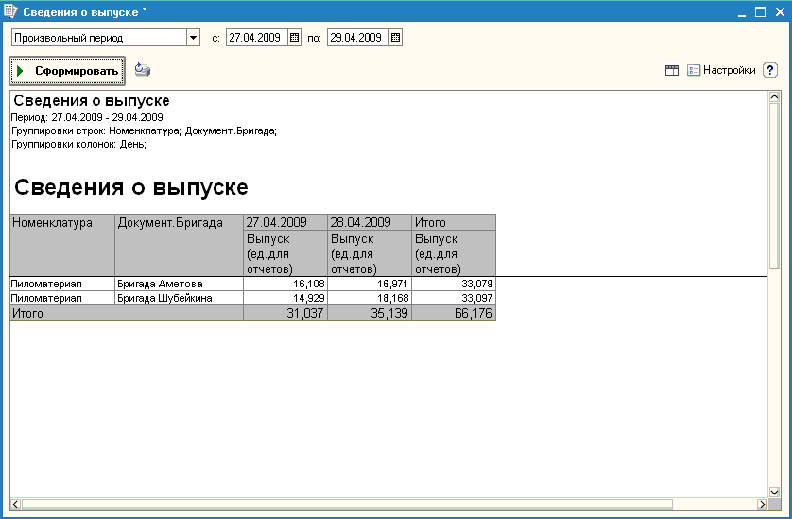 Сведения о выпуске *
Произвольный период с: 27.04.2009 по: 29.04.2009
Сформировать Настройки ?
Сведения о выпуске
Период: 27.04.2009 - 29.04.2009
Группировки строк: Номенклатура; Документ.Бригада;
Группировки колонок: День;
Сведения о выпуске
Номенклатура Документ.Бригада 27.04.2009 28.04.2009 Итого
Выпуск (ед.для отчетов) Выпуск (ед.для отчетов) Выпуск (ед.для отчетов)
Пиломатериал Бригада Аметова 16,108 16,971 33,079
Пиломатериал Бригада Шубейкина 14,929 18,168 33,097
Итого 31,037 35,139 66,176